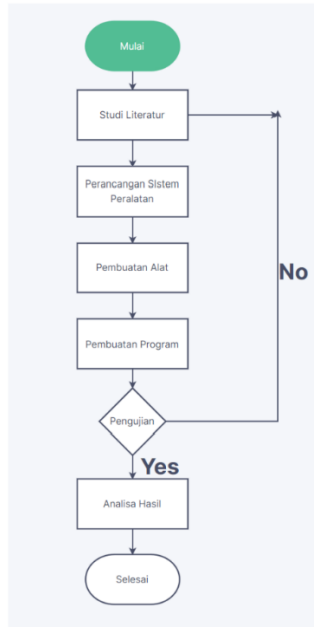 Mulai
Studi Literatur
Perancangan SIstem
Peralatan
No
Pembuatan Alat
Pembuatan Program
Pengujian
Yes
Analisa Hasil
Selesai